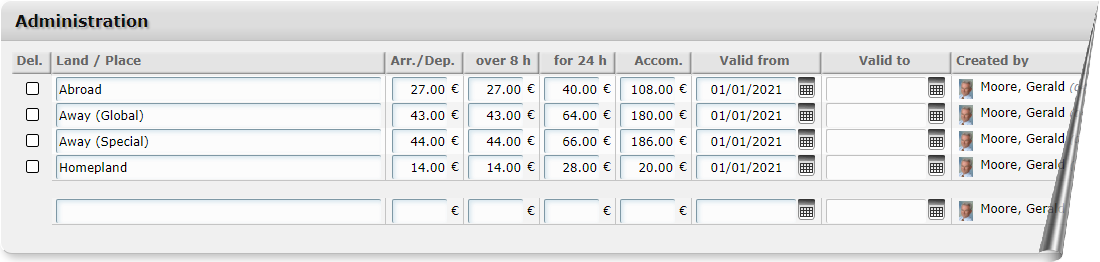 Administration
Del. Land / Place Arr./Dep. over 8 h for 24 h Accom. Valid from Valid to Created by
Abroad 27.00 € 27.00 € 40.00 € 108.00 € 01/01/2021 Moore, Gerald
Away (Global) 43.00 € 43.00 € 64.00 € 180.00 € 01/01/2021 Moore, Gerald
Away (Special) 44.00 € 44.00 € 66.00 € 186.00 € 01/01/2021 Moore, Gerald
Homepland 14.00 € 14.00 € 28.00 € 20.00 € 01/01/2021 Moore, Gerald
€ € € € Moore, Gerald